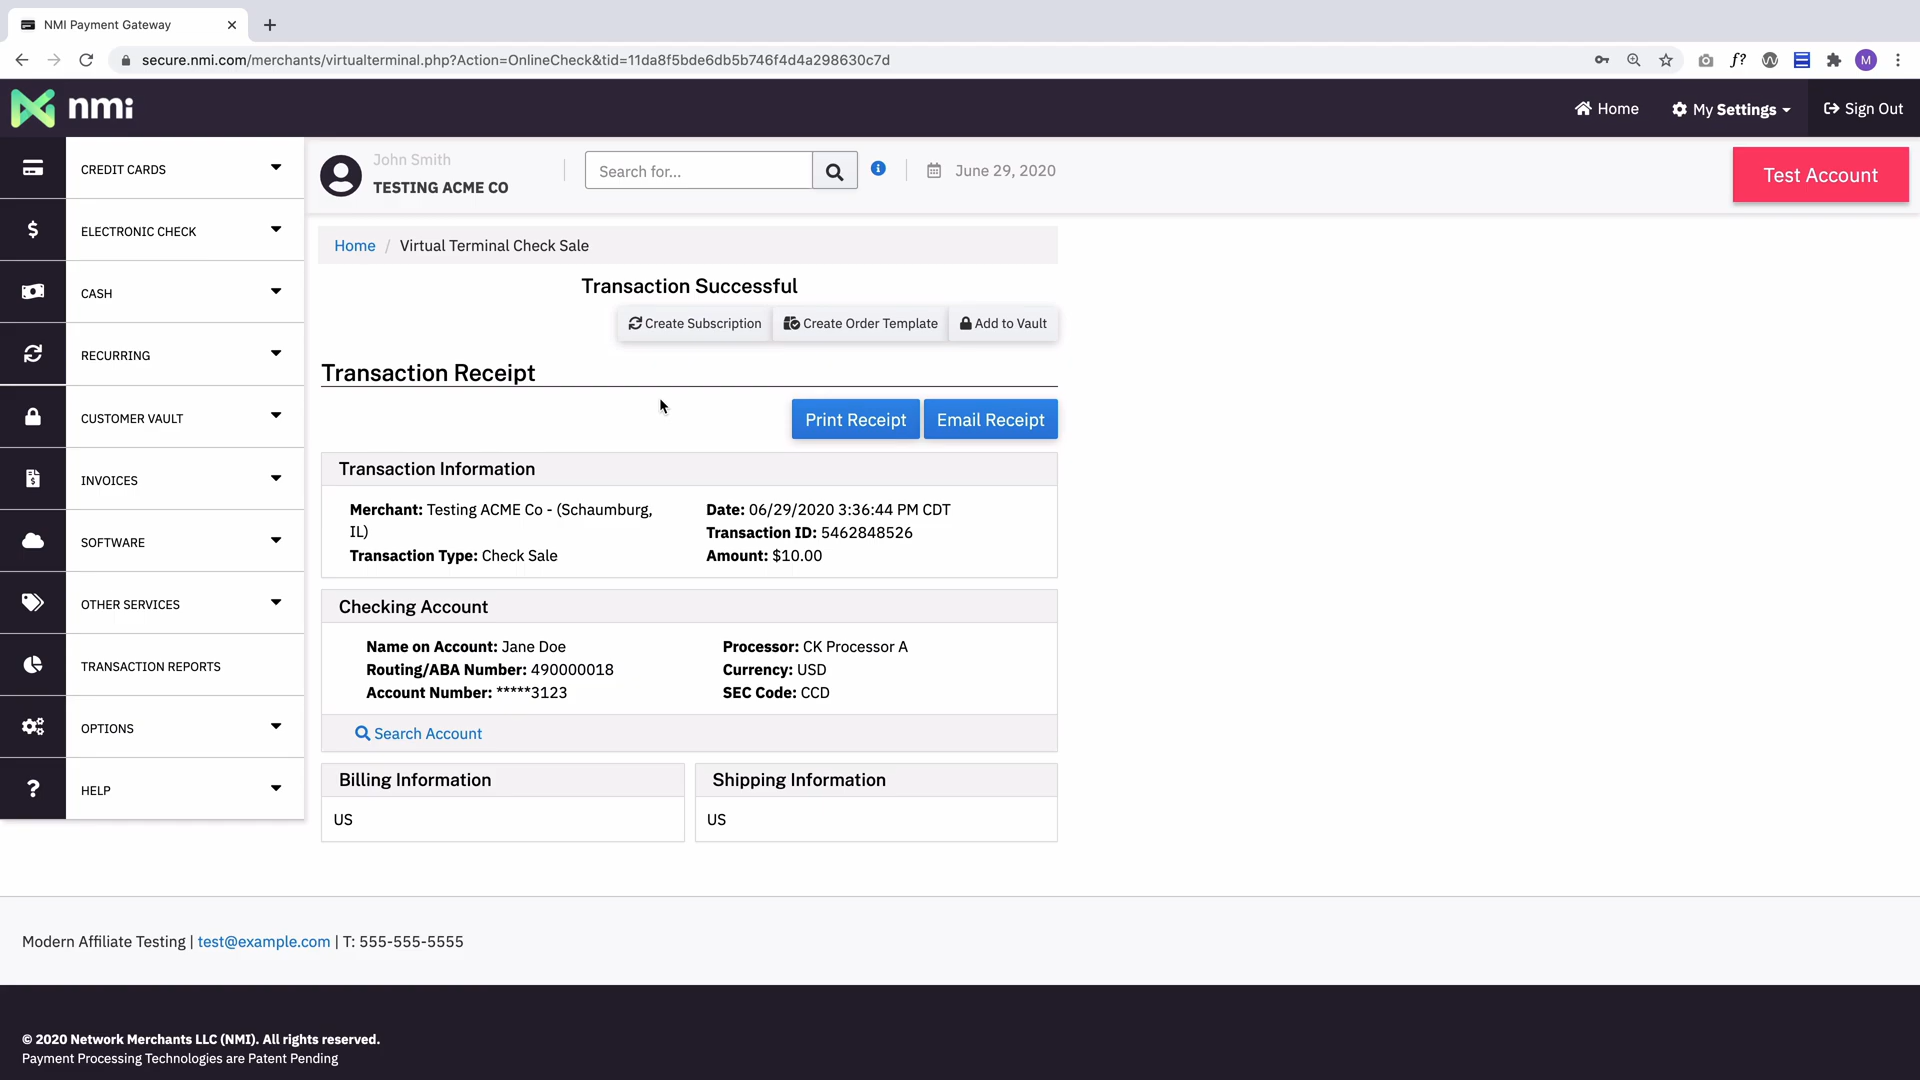 NMI Payment Gateway
secure.nmi.com/merchants/virtualterminal.php?Action=OnlineCheck&tid=11da8f5bde6db5b746f4d4a298630c7d
f?
M
nmi
Home
My Settings
Sign Out
CREDIT CARDS
ELECTRONIC CHECK
CASH
RECURRING
CUSTOMER VAULT
INVOICES
SOFTWARE
OTHER SERVICES
TRANSACTION REPORTS
OPTIONS
HELP
John Smith
TESTING ACME CO
Search for...
June 29, 2020
Test Account
Home / Virtual Terminal Check Sale
Transaction Successful
Create Subscription
Create Order Template
Add to Vault
Transaction Receipt
Print Receipt
Email Receipt
Transaction Information
Merchant: Testing ACME Co - (Schaumburg,
IL)
Transaction Type: Check Sale
Date: 06/29/2020 3:36:44 PM CDT
Transaction ID: 5462848526
Amount: $10.00
Checking Account
Name on Account: Jane Doe
Routing/ABA Number: 490000018
Account Number: *****3123
Processor: CK Processor A
Currency: USD
SEC Code: CCD
Search Account
Billing Information
US
Shipping Information
US
Modern Affiliate Testing | test@example.com | T: 555-555-5555
© 2020 Network Merchants LLC (NMI). All rights reserved.
Payment Processing Technologies are Patent Pending